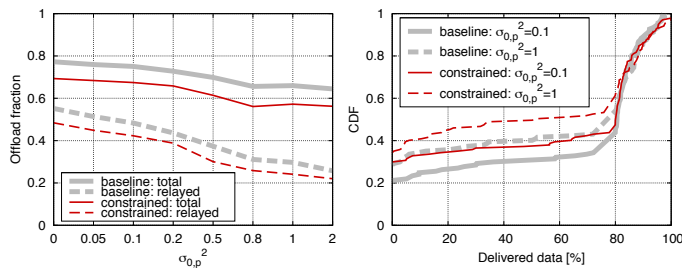 Offload fraction
1
0.8
0.6
0.4
0.2
0
baseline: total
baseline: relayed
constrained: total
constrained: relayed
0 0.05 0.1 0.2 0.5 0.8 1 2
σ0,p2
CDF
1
0.8
0.6
0.4
0.2
0
baseline: σ0,p2=0.1
baseline: σ0,p2=1
constrained: σ0,p2=0.1
constrained: σ0,p2=1
0 20 40 60 80 100
Delivered data [%]